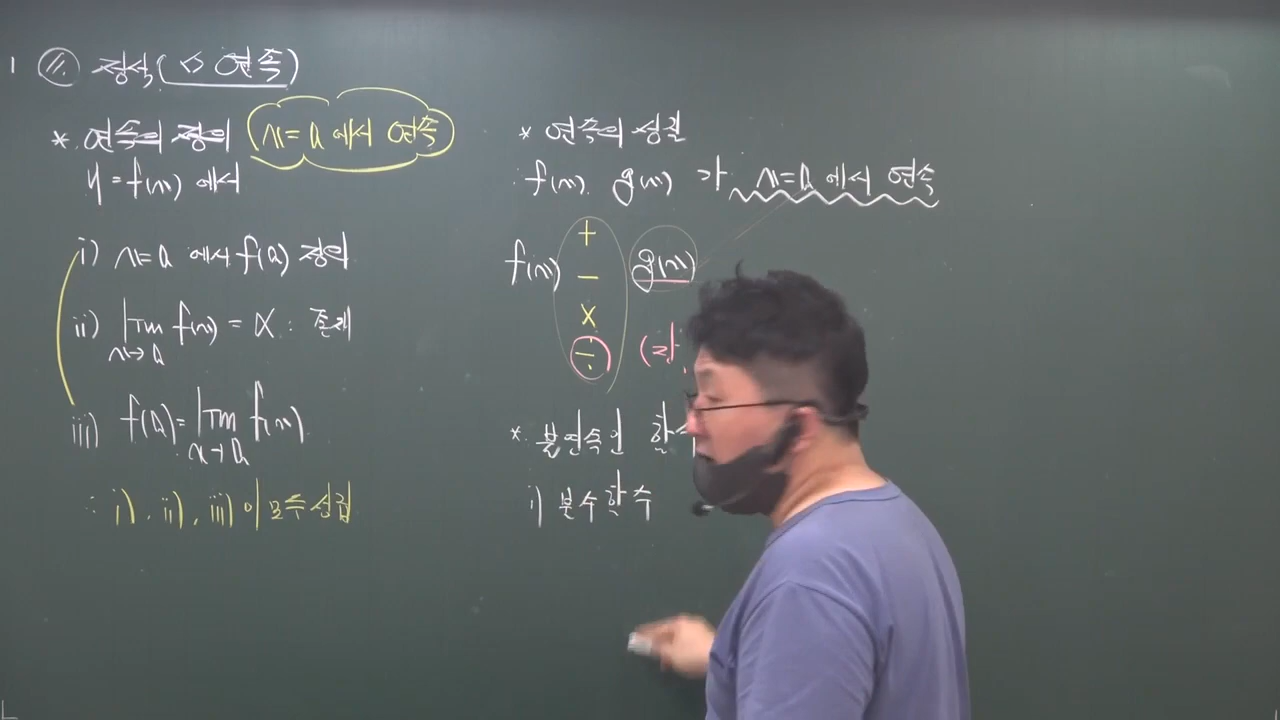 1 11. 정석( ◇ 연속 )
* 연속의 정의 x=a 에서 연속
y=f(x) 에서
i) x=a 에서 f(a) 정의
ii) lim x→a f(x) = α : 존재
iii) f(a)= lim x→a f(x)
∴ i), ii), iii) 이 모두 성립
* 연속의 성질
f(x), g(x) 가 x=a 에서 연속
f(x) + - × ÷ g(x)
(단,
* 불연속인 함수
i) 분수함수